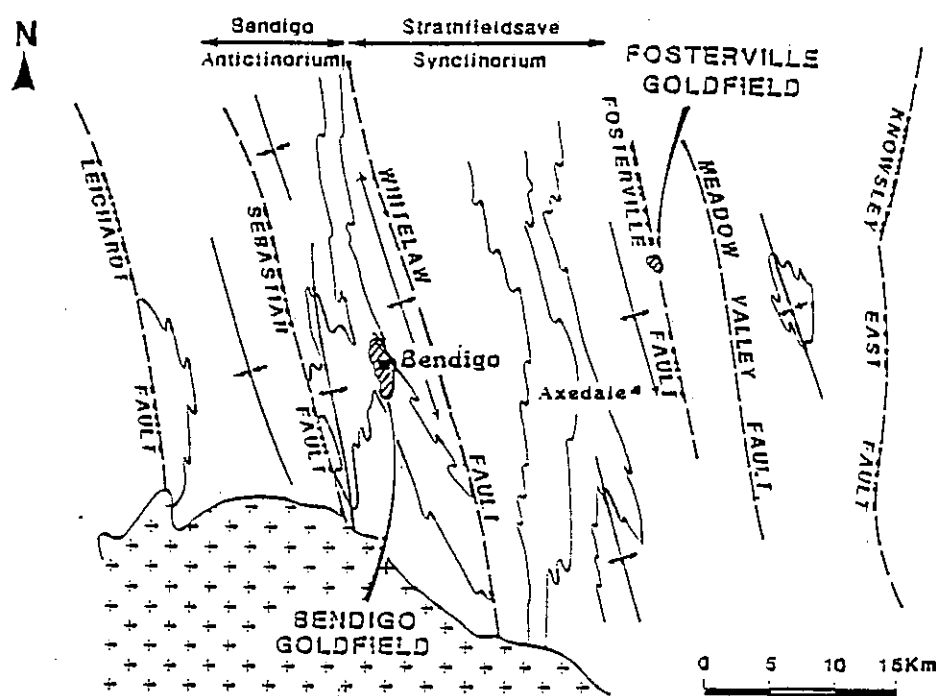 N
Bendigo
Anticlinorium
Strathfieldsaye
Synclinorium
FOSTERVILLE
GOLDFIELD
LEICHARDT
FAULT
SEBASTIAN
FAULT
WHITELAW
FAULT
FOSTERVILLE
FAULT
MEADOW
VALLEY
FAULT
KNOWSLEY
EAST
FAULT
Bendigo
Axedale
BENDIGO
GOLDFIELD
0 5 10 15Km